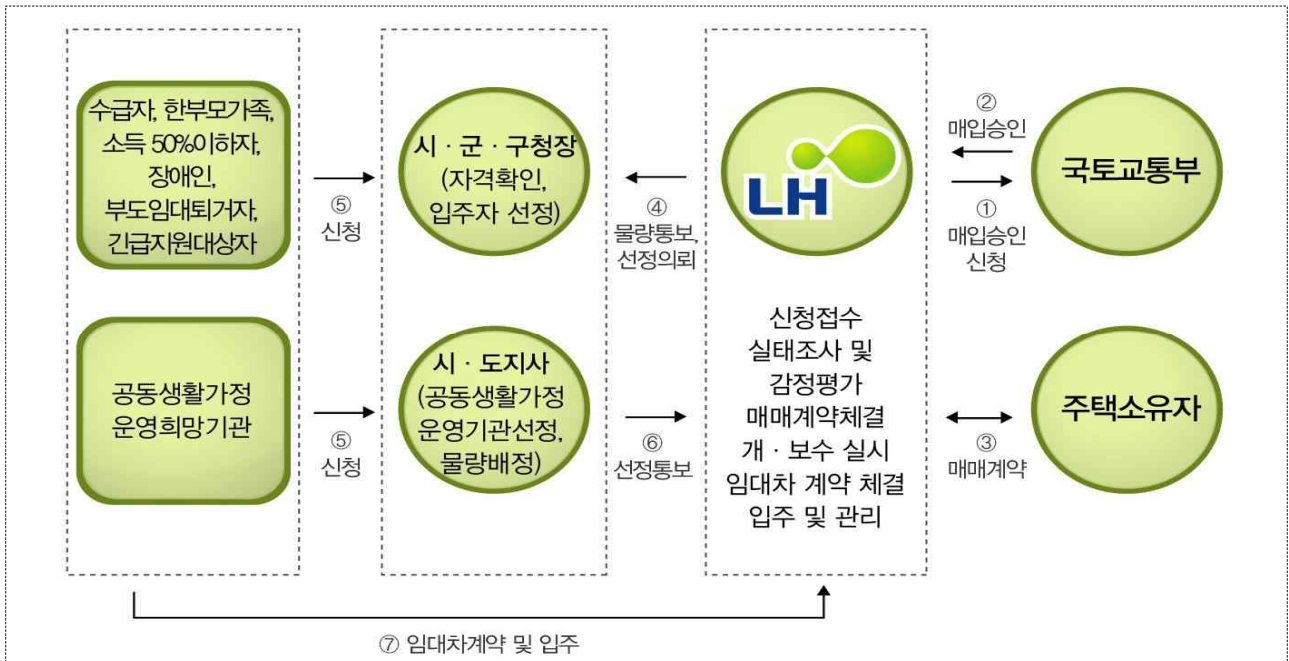 수급자, 한부모가족,
소득 50%이하자,
장애인,
부도임대퇴거자,
긴급지원대상자
⑤
신청
시 · 군 · 구청장
(자격확인,
입주자 선정)
④
물량통보,
선정의뢰
LH
②
매입승인
①
매입승인
신청
국토교통부
공동생활가정
운영희망기관
⑤
신청
시 · 도지사
(공동생활가정
운영기관선정,
물량배정)
⑥
선정통보
신청접수
실태조사 및
감정평가
매매계약체결
개 · 보수 실시
임대차 계약 체결
입주 및 관리
③
매매계약
주택소유자
⑦ 임대차계약 및 입주